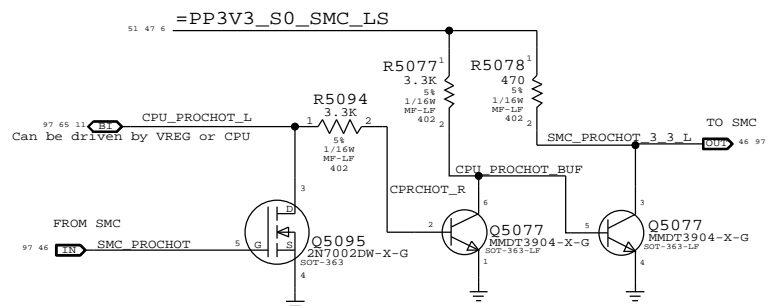 51 47 6 =PP3V3_S0_SMC_LS
R5077 1
3.3K
5%
1/16W
MF-LF
402
2
R5078 1
470
5%
1/16W
MF-LF
402
2
R5094
1 3.3K 2
5%
1/16W
MF-LF
402
97 65 11 BI CPU_PROCHOT_L
Can be driven by VREG or CPU
TO SMC
SMC_PROCHOT_3_3_L OUT 46 97
CPU_PROCHOT_BUF
CPRCHOT_R
FROM SMC
97 46 IN SMC_PROCHOT
3
D
5 G S
4
Q5095
2N7002DW-X-G
SOT-363
6
2
1
Q5077
MMDT3904-X-G
SOT-363-LF
3
5
4
Q5077
MMDT3904-X-G
SOT-363-LF